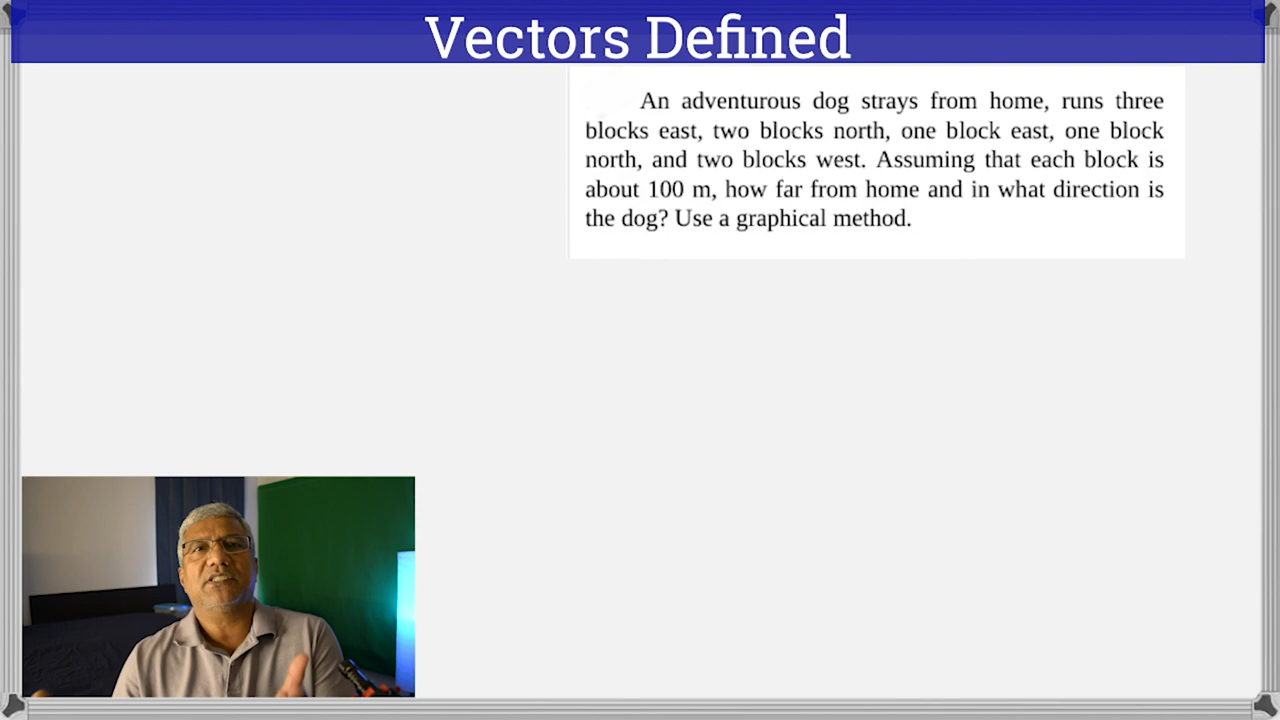 Vectors Defined
An adventurous dog strays from home, runs three
blocks east, two blocks north, one block east, one block
north, and two blocks west. Assuming that each block is
about 100 m, how far from home and in what direction is
the dog? Use a graphical method.